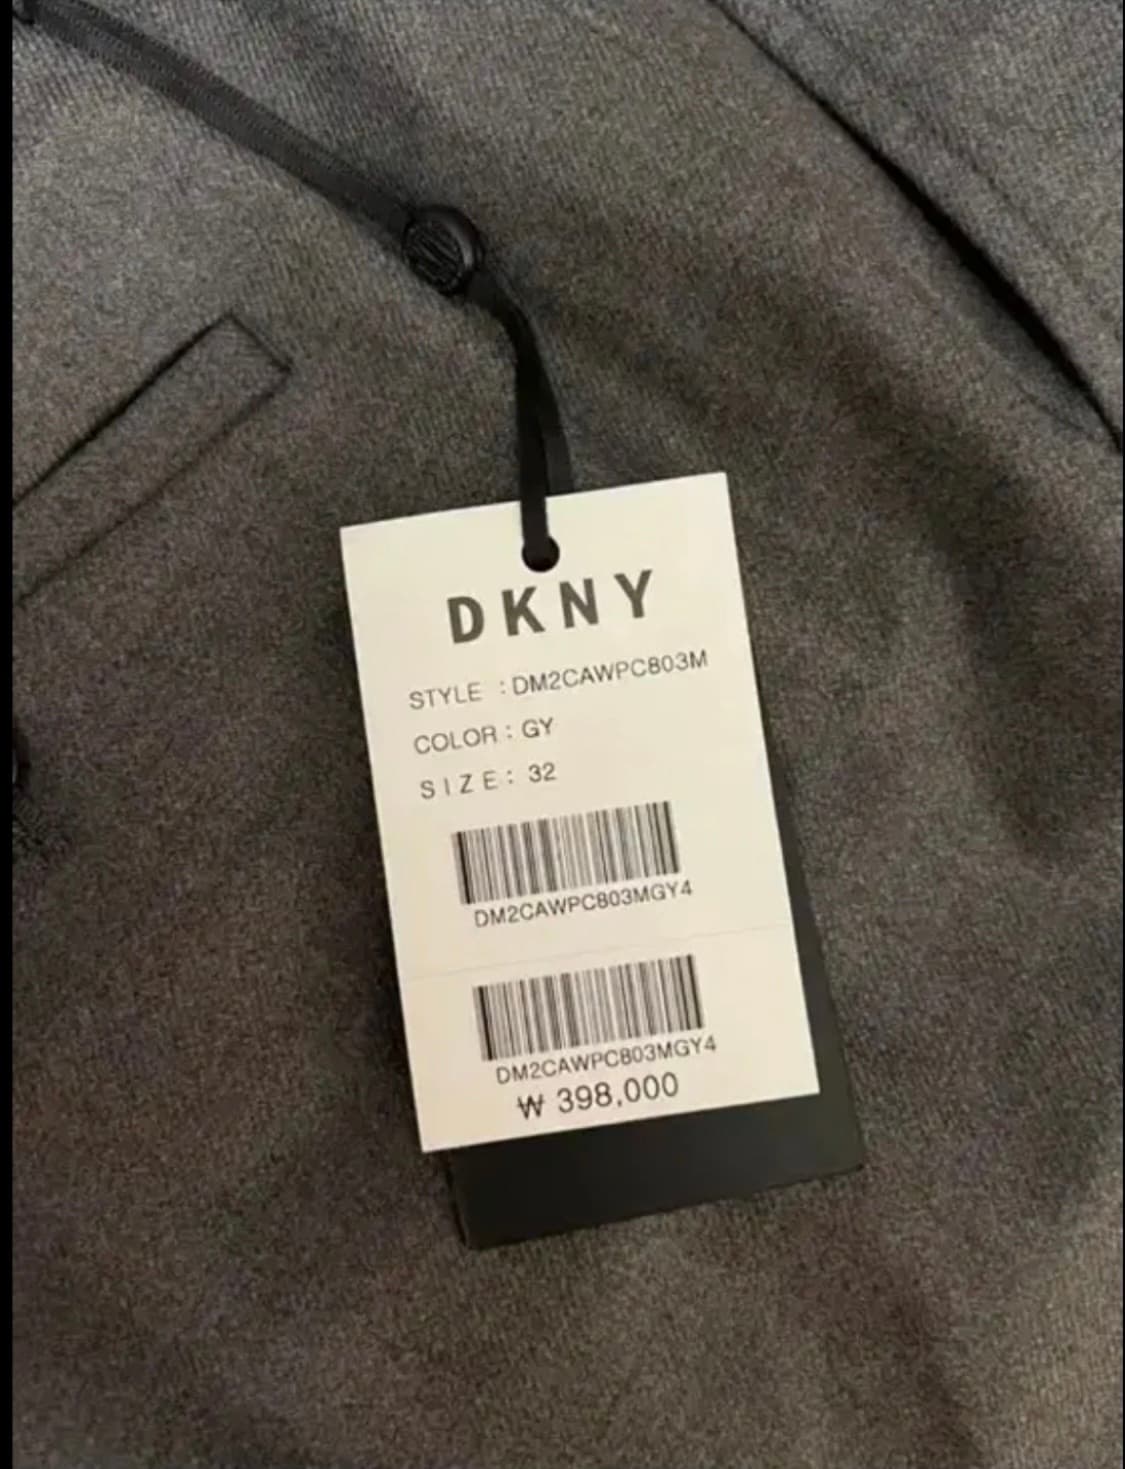 DKNY
STYLE : DM2CAWPC803M
COLOR : GY
SIZE : 32
DM2CAWPC803MGY4
DM2CAWPC803MGY4
₩ 398,000